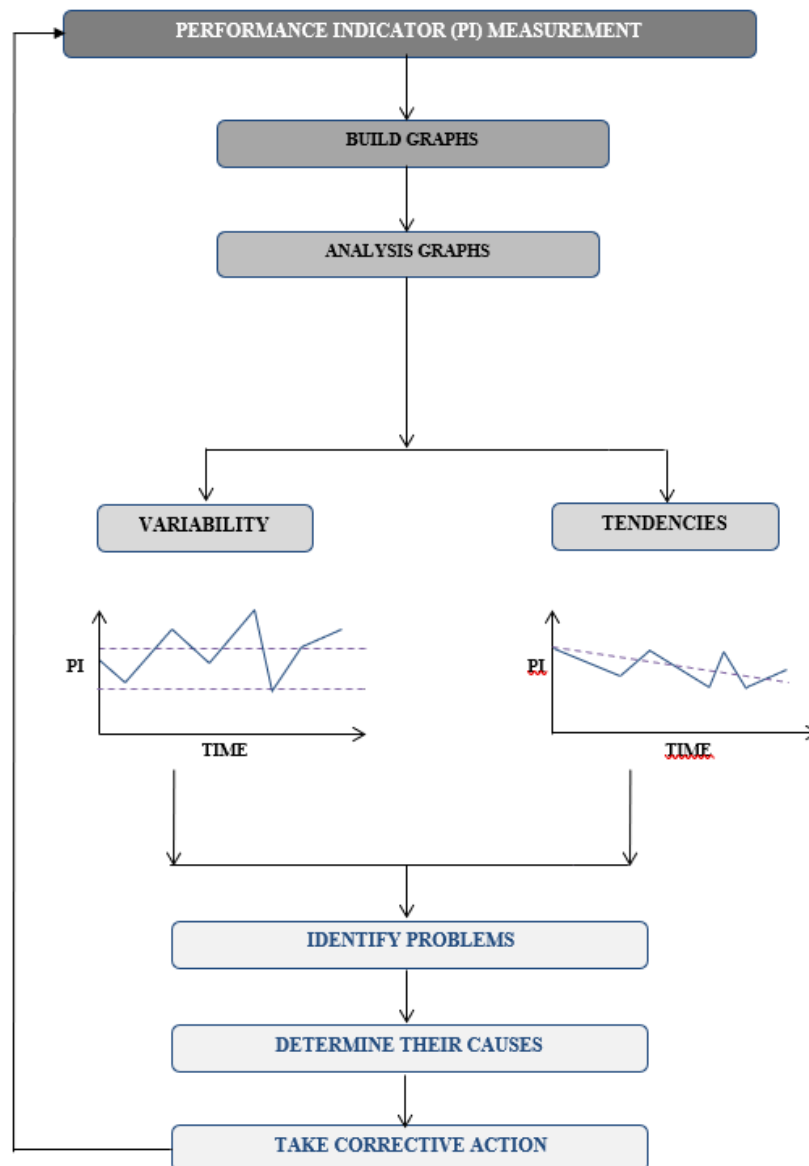 PERFORMANCE INDICATOR (PI) MEASUREMENT
BUILD GRAPHS
ANALYSIS GRAPHS
VARIABILITY
TENDENCIES
PI
TIME
PI
TIME
IDENTIFY PROBLEMS
DETERMINE THEIR CAUSES
TAKE CORRECTIVE ACTION